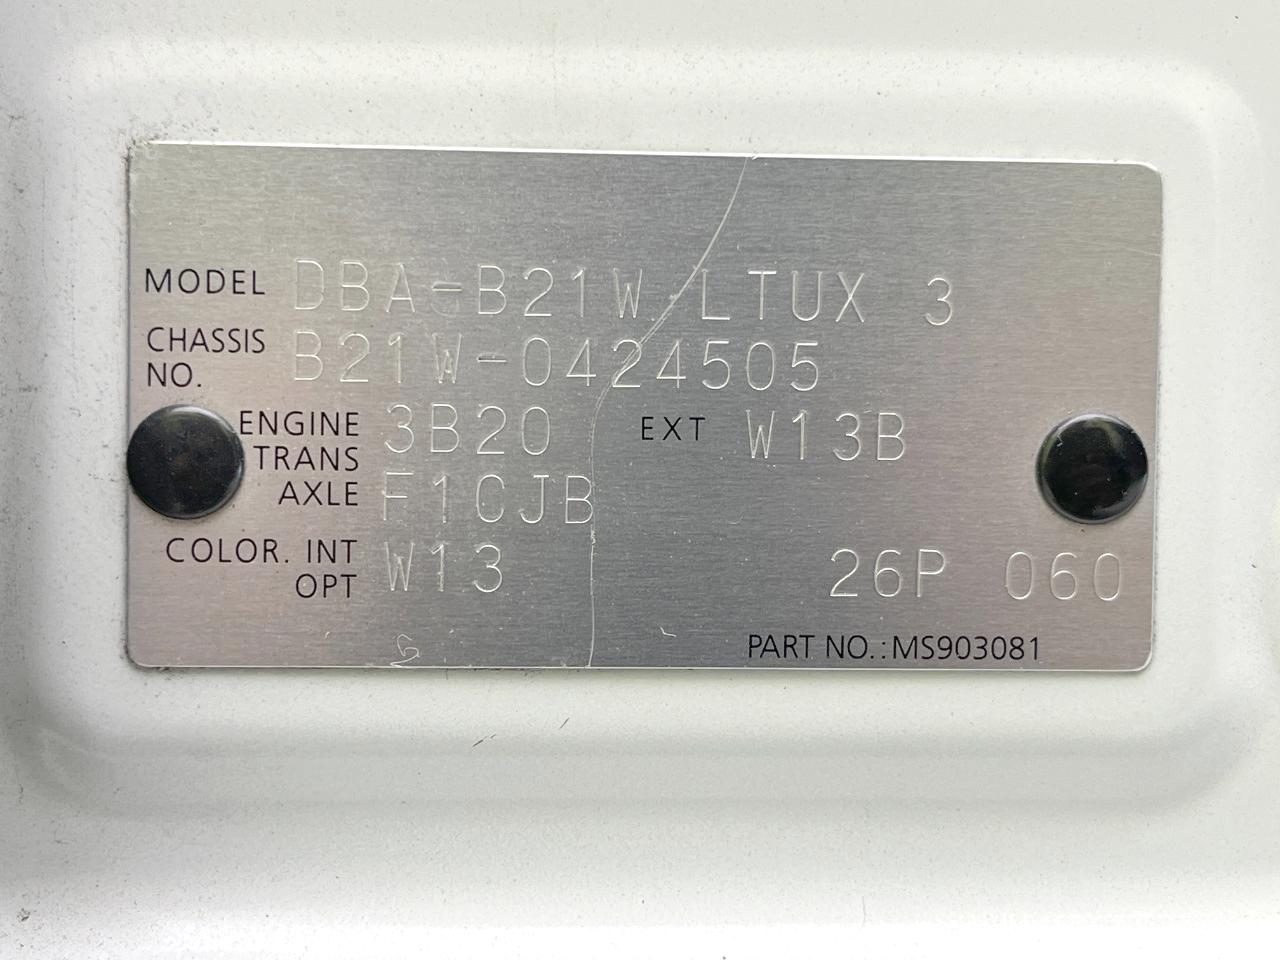 MODEL DBA-B21W LTUX 3
CHASSIS NO. B21W-0424505
ENGINE 3B20 EXT W13B
TRANS AXLE F1CJB
COLOR. INT OPT W13 26P 060
PART NO.:MS903081